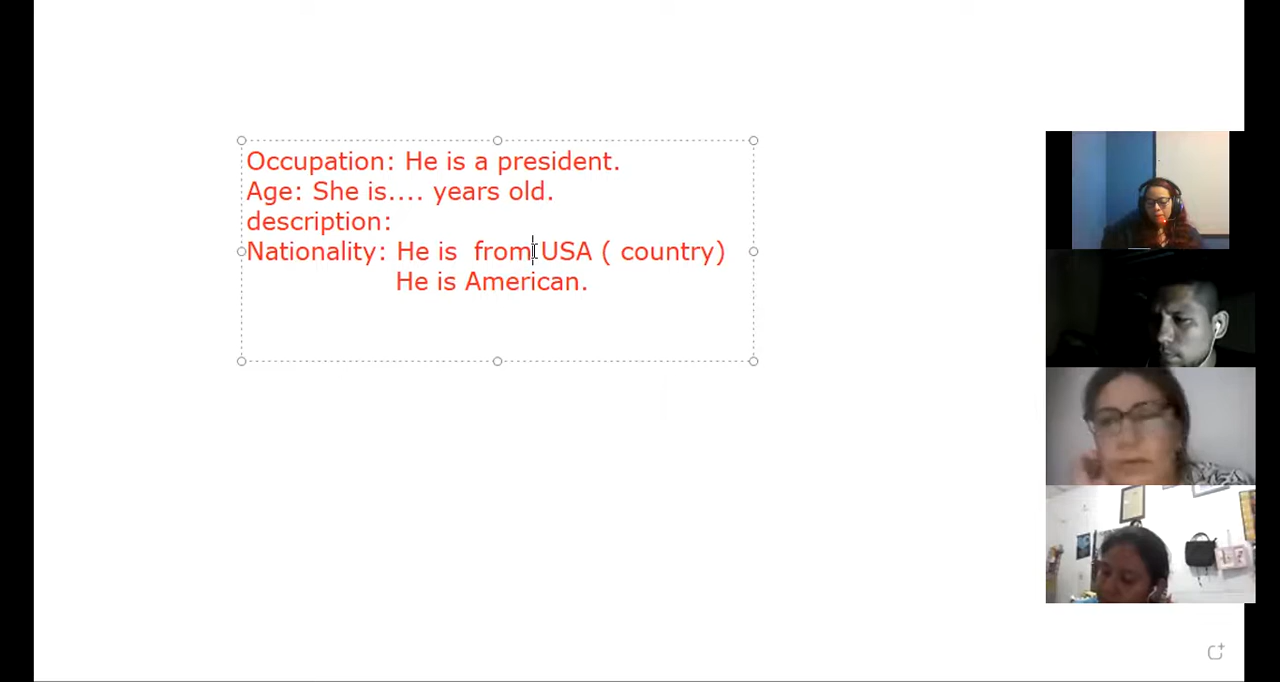 Occupation: He is a president.
Age: She is.... years old.
description:
Nationality: He is  from USA ( country)
He is American.